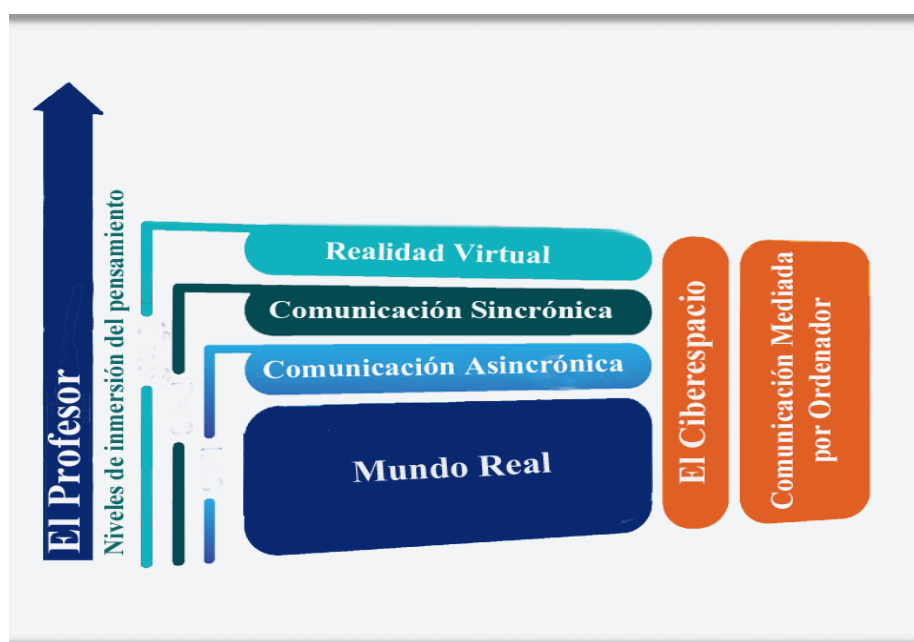 El Profesor
Niveles de inmersión del pensamiento
Realidad Virtual
Comunicación Sincrónica
Comunicación Asincrónica
Mundo Real
El Ciberespacio
Comunicación Mediada
por Ordenador